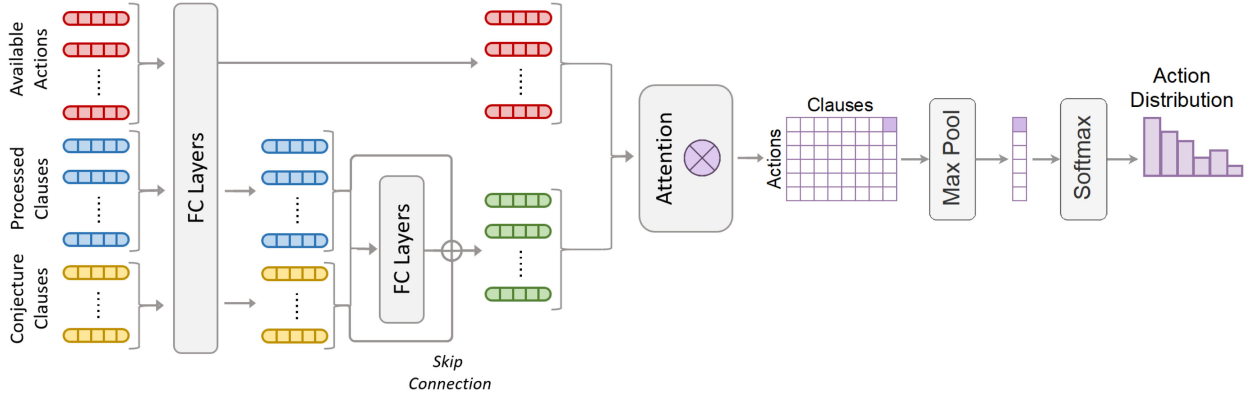 Available
Actions
Processed
Clauses
Conjecture
Clauses
FC Layers
FC Layers
Skip
Connection
Attention
Clauses
Actions
Max Pool
Softmax
Action
Distribution